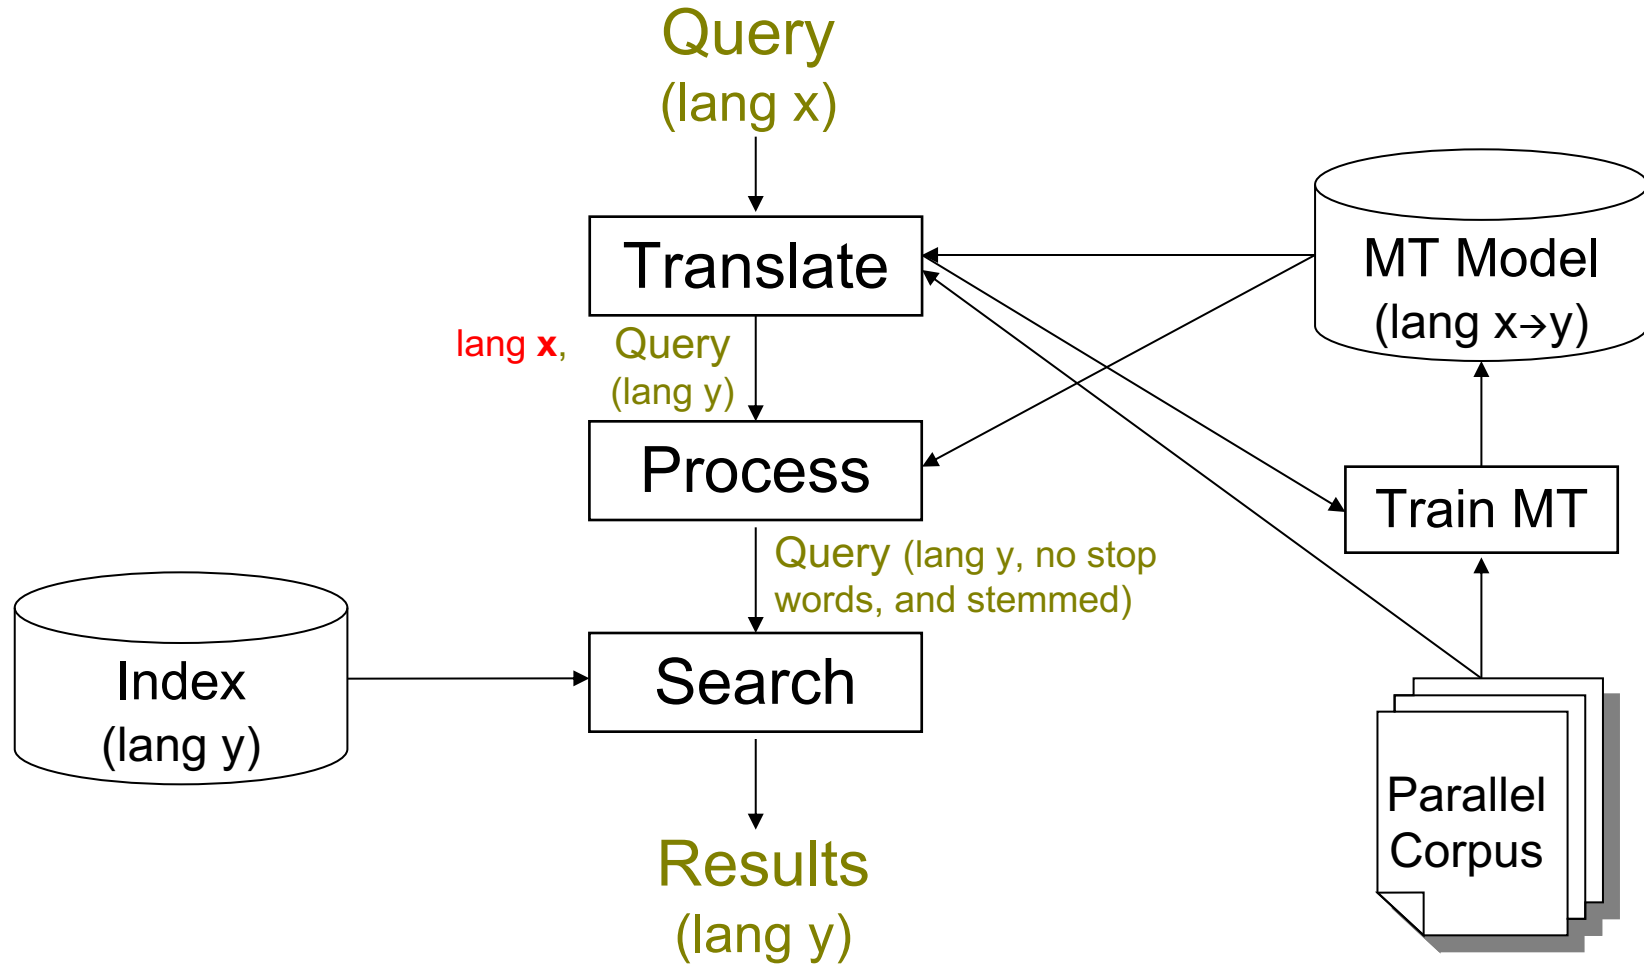 Query
(lang x)
Translate
MT Model
(lang x→y)
lang x,
Query
(lang y)
Process
Train MT
Query (lang y, no stop
words, and stemmed)
Index
(lang y)
Search
Parallel
Corpus
Results
(lang y)